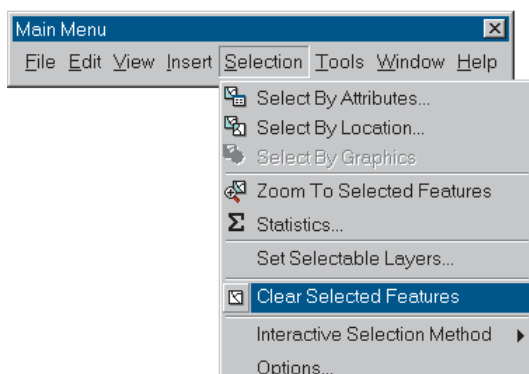 Main Menu
File Edit View Insert Selection Tools Window Help
Select By Attributes...
Select By Location...
Select By Graphics
Zoom To Selected Features
Σ Statistics...
Set Selectable Layers...
Clear Selected Features
Interactive Selection Method
Options...